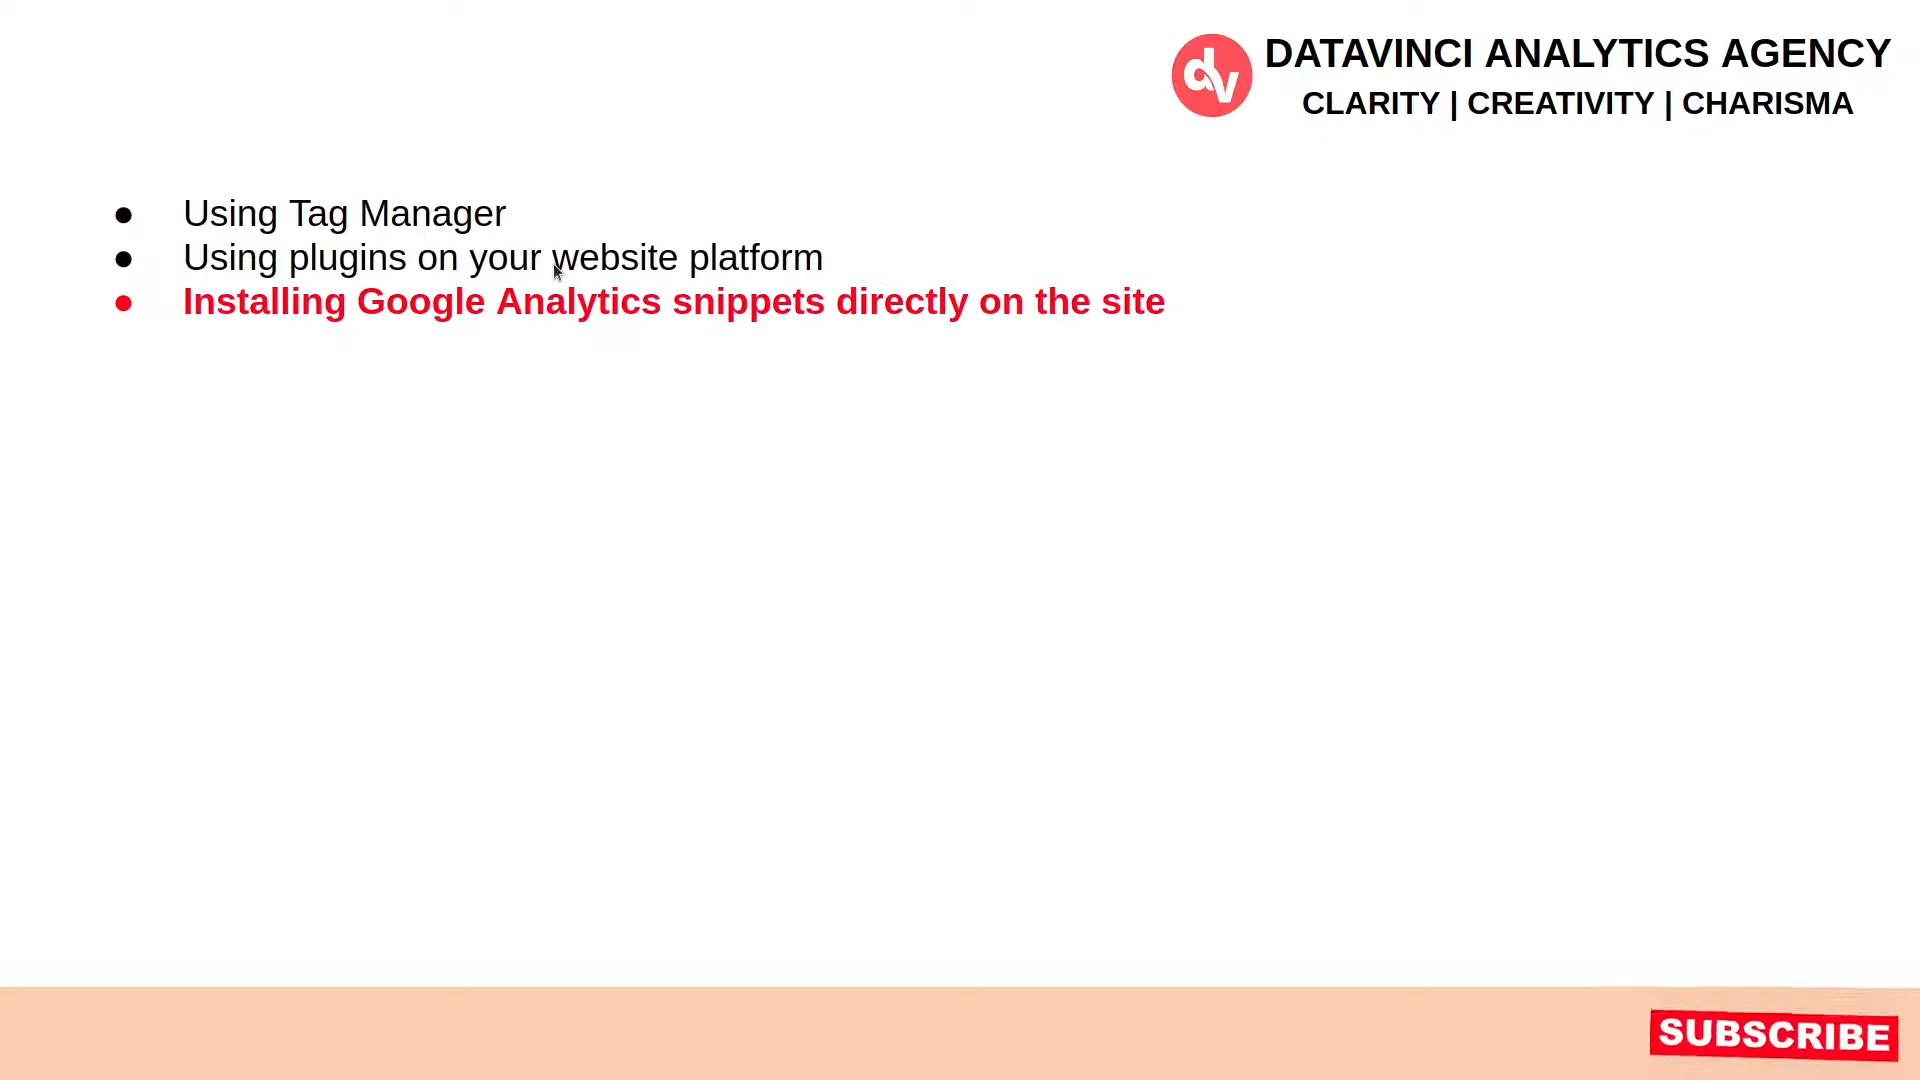 dv
DATAVINCI ANALYTICS AGENCY
CLARITY | CREATIVITY | CHARISMA
● Using Tag Manager
● Using plugins on your website platform
● Installing Google Analytics snippets directly on the site
SUBSCRIBE